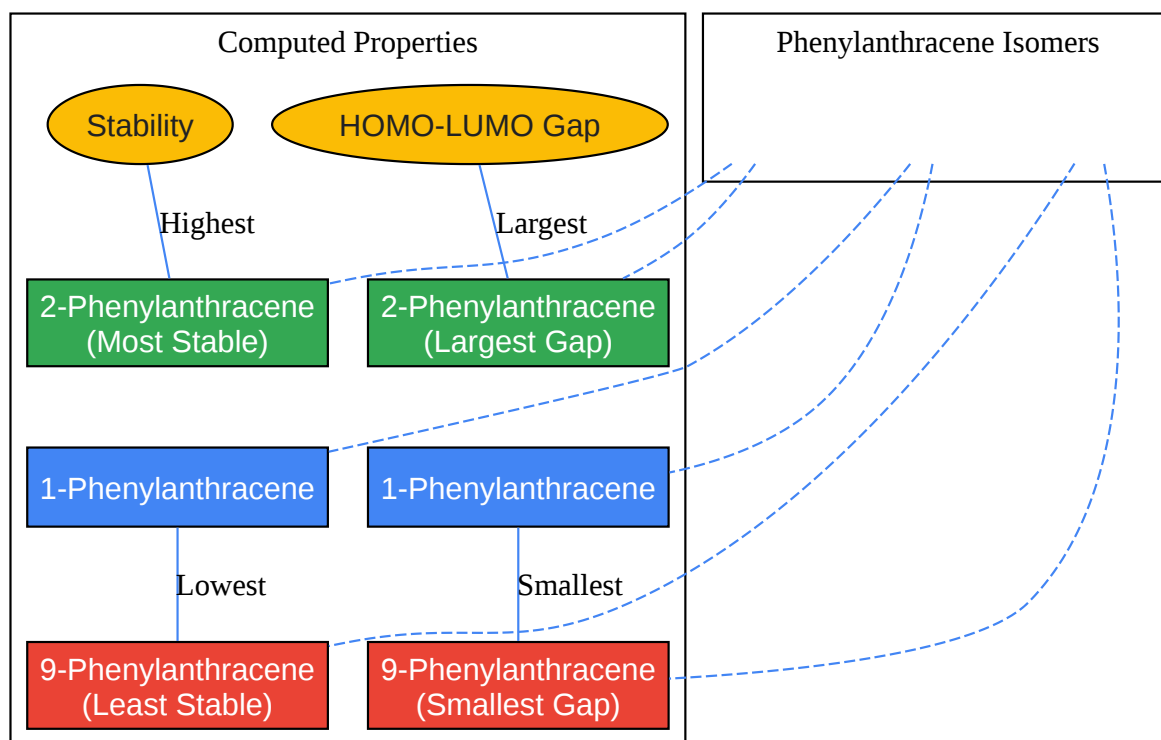 Computed Properties
Phenylanthracene Isomers
Stability
HOMO-LUMO Gap
Highest
Largest
2-Phenylanthracene
(Most Stable)
2-Phenylanthracene
(Largest Gap)
1-Phenylanthracene
1-Phenylanthracene
Lowest
Smallest
9-Phenylanthracene
(Least Stable)
9-Phenylanthracene
(Smallest Gap)